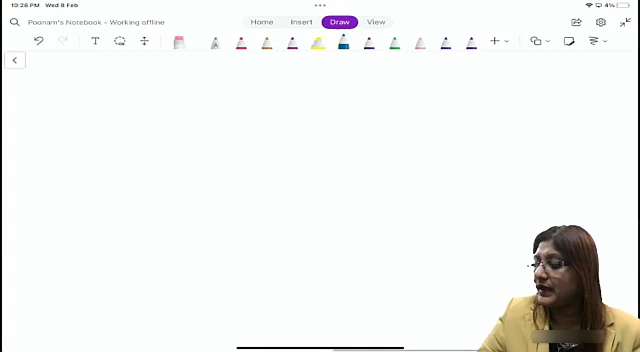 10:28 PM Wed 8 Feb
4%
Poonam's Notebook - Working offline
Home Insert Draw View
T
A